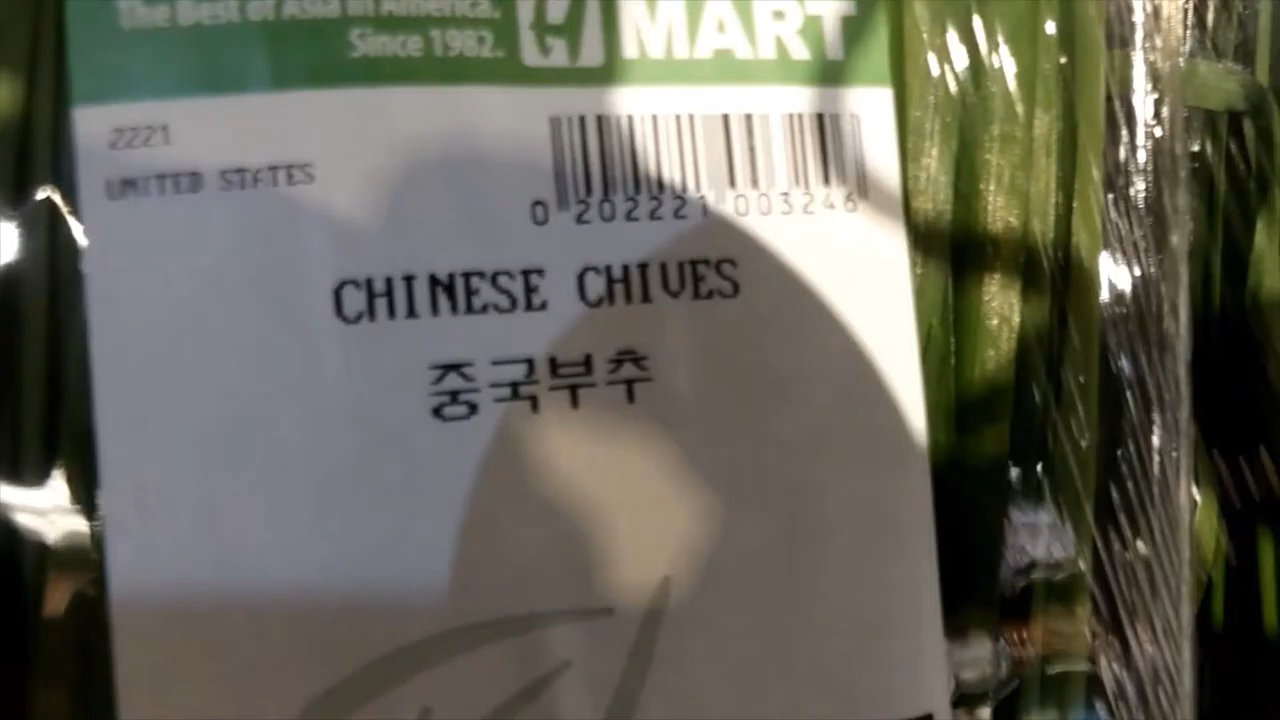 The Best of Asia in America.
Since 1982.
H MART
2221
UNITED STATES
0 202221 003246
CHINESE CHIVES
중국부추